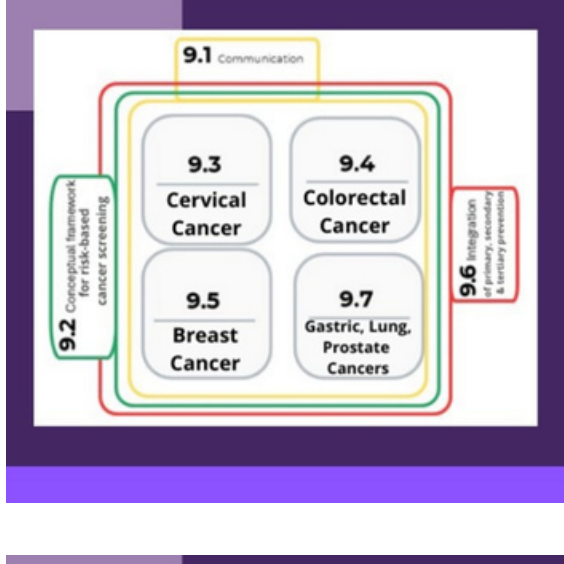 9.1 Communication
9.3
Cervical
Cancer
9.4
Colorectal
Cancer
9.2 Conceptual framework
for risk-based
cancer screening
9.6 Integration
of primary, secondary
& tertiary prevention
9.5
Breast
Cancer
9.7
Gastric, Lung,
Prostate
Cancers